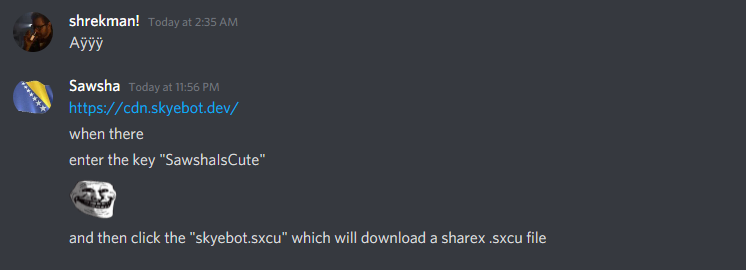 shrekman! Today at 2:35 AM
Aÿÿÿ
Sawsha Today at 11:56 PM
https://cdn.skyebot.dev/
when there
enter the key "SawshaIsCute"
and then click the "skyebot.sxcu" which will download a sharex .sxcu file